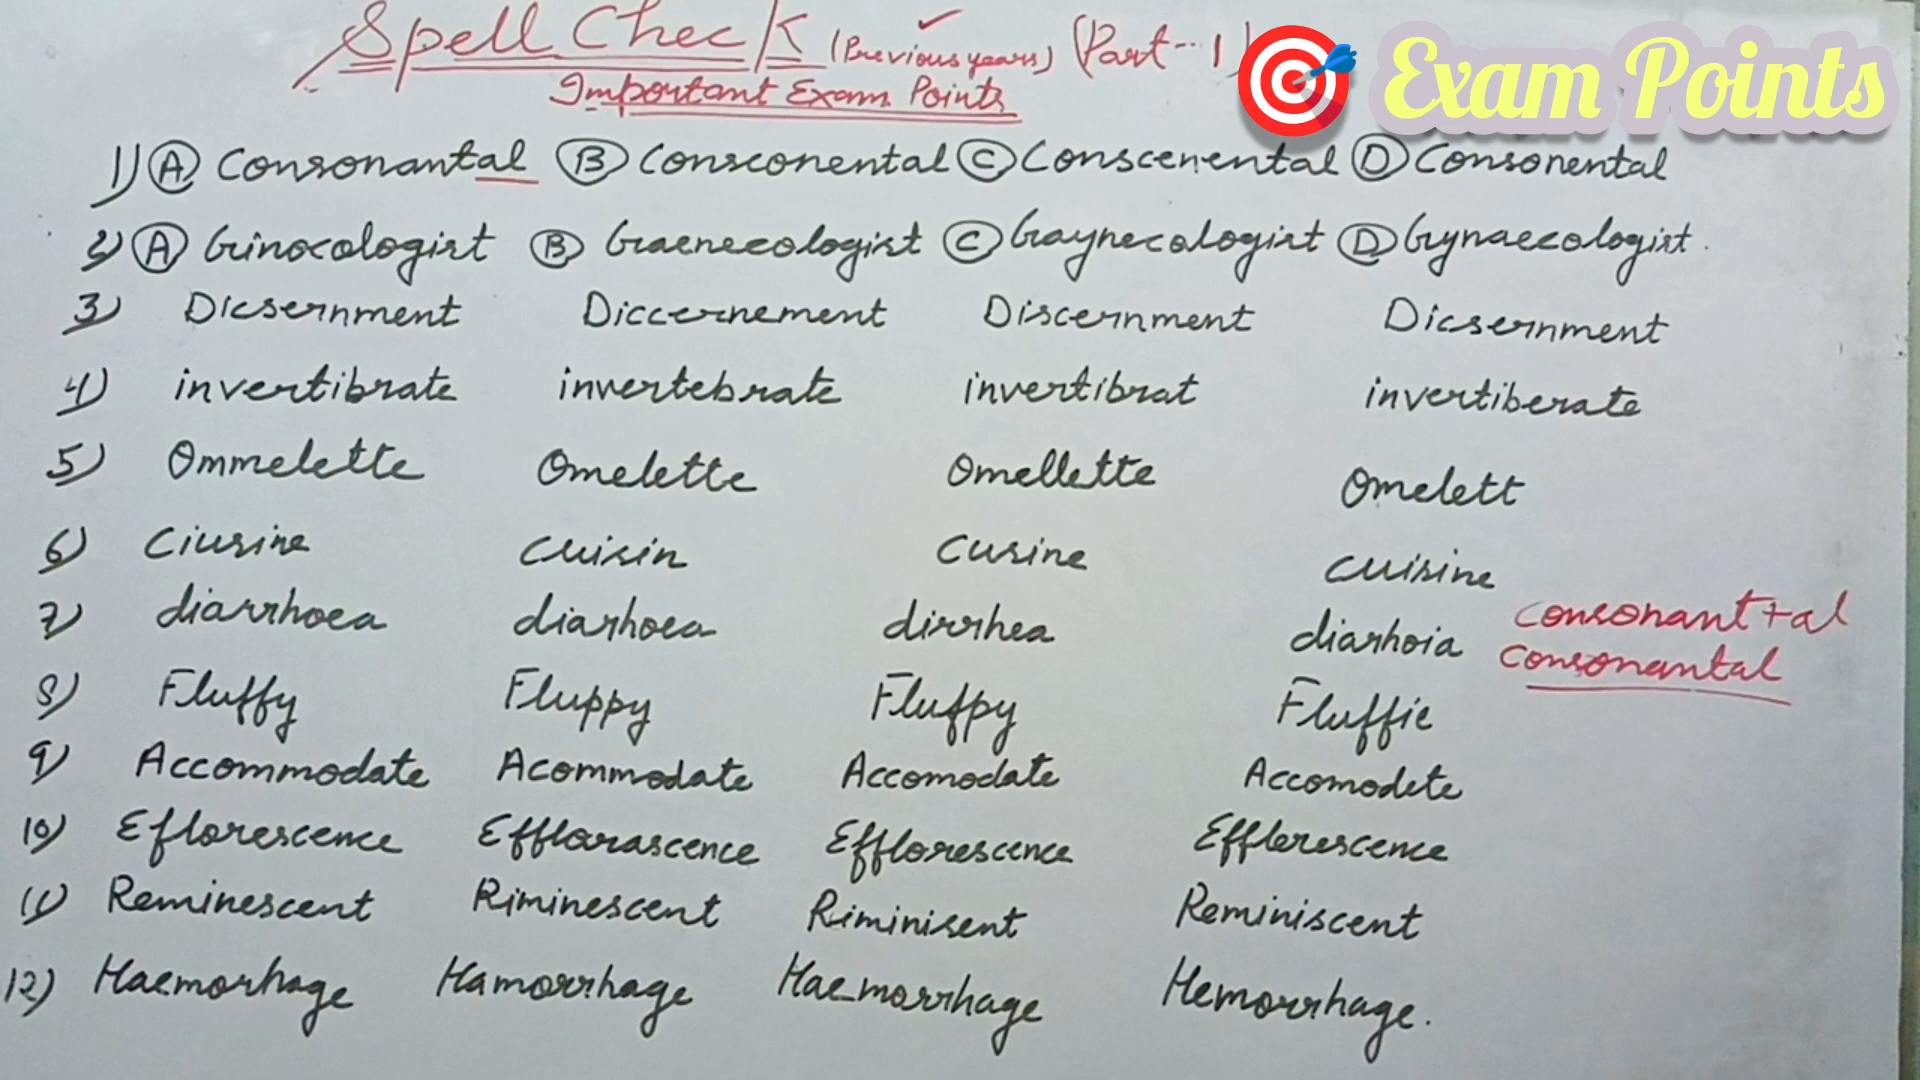 Spell Check (Previous years) (Part-1)
Exam Points
Important Exam Points
1) A Consonantal B Consconental C Conscenental D Consonental
2) A Ginocologist B Gaenecologist C Gaynecologist D Gynaecologist.
3) Dicsernment Diccernement Discernment Dicsernment
4) invertibrate invertebrate invertibrat invertiberate
5) Ommelette Omelette Omellette Omelett
6) Ciusine cuisin cusine cuisine
7) diarrhoea diarhoea dirrhea diarhoia
consonant+al
consonantal
8) Fluffy Fluppy Flufpy Fluffie
9) Accommodate Acommodate Accomodate Accomodete
10) Eflorescence Efflorascence Efflorescence Efflerescence
11) Reminescent Riminescent Riminisent Reminiscent
12) Haemorhage Hamorrhage Haemorrhage Hemorrhage.